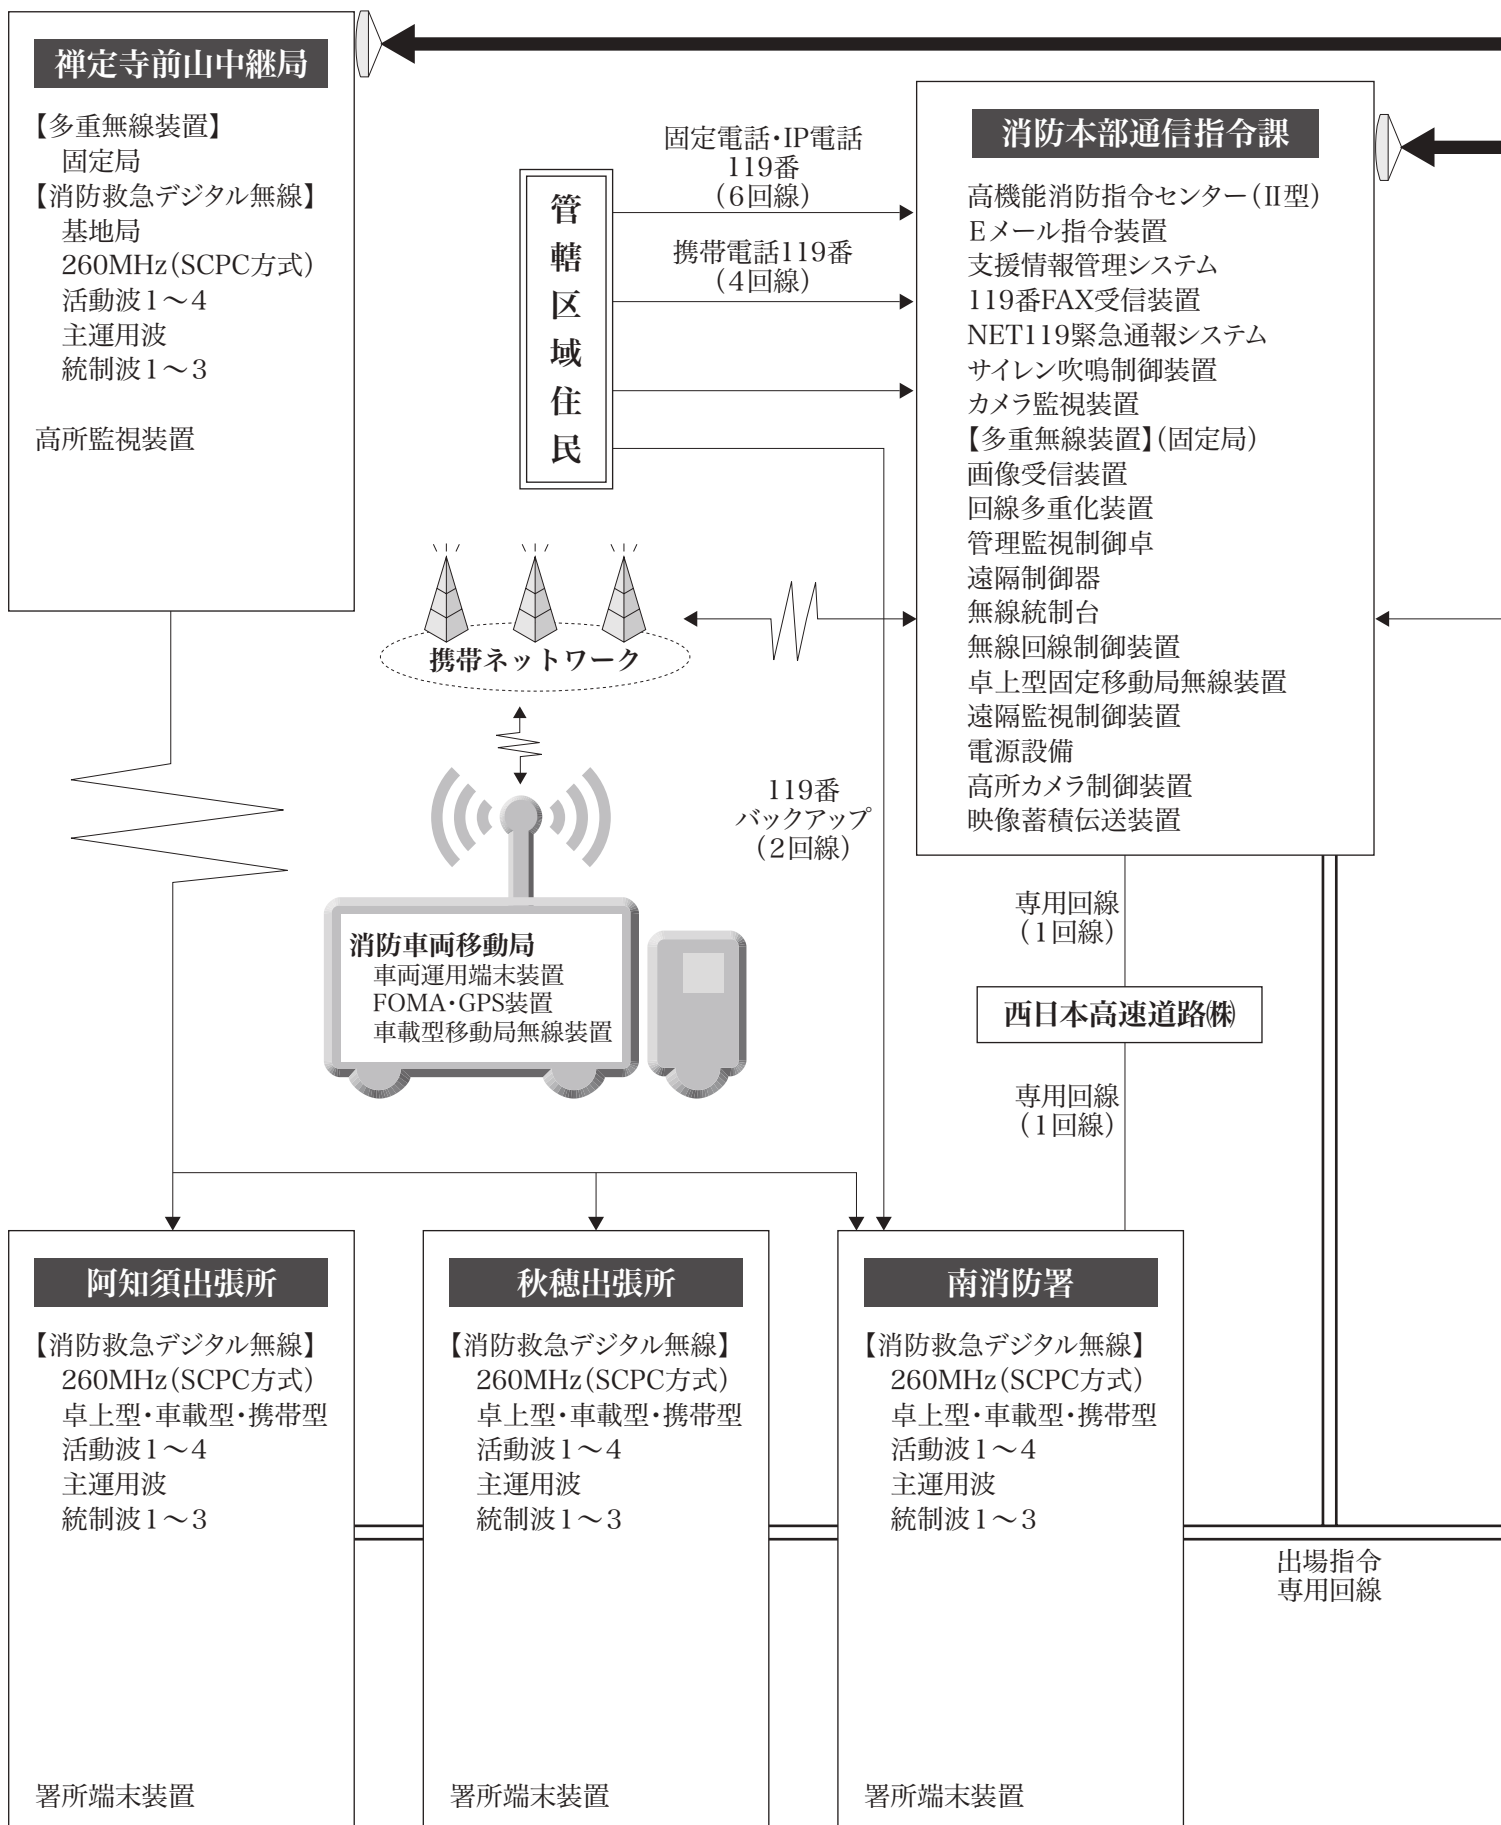 禅定寺前山中継局
【多重無線装置】
固定局
【消防救急デジタル無線】
基地局
260MHz(SCPC方式)
活動波1〜4
主運用波
統制波1〜3
高所監視装置
固定電話・IP電話
119番
(6回線)
携帯電話119番
(4回線)
管轄区域住民
消防本部通信指令課
高機能消防指令センター(Ⅱ型)
Eメール指令装置
支援情報管理システム
119番FAX受信装置
NET119緊急通報システム
サイレン吹鳴制御装置
カメラ監視装置
【多重無線装置】(固定局)
画像受信装置
回線多重化装置
管理監視制御卓
遠隔制御器
無線統制台
無線回線制御装置
卓上型固定移動局無線装置
遠隔監視制御装置
電源設備
高所カメラ制御装置
映像蓄積伝送装置
携帯ネットワーク
119番
バックアップ
(2回線)
消防車両移動局
車両運用端末装置
FOMA・GPS装置
車載型移動局無線装置
専用回線
(1回線)
西日本高速道路㈱
専用回線
(1回線)
阿知須出張所
【消防救急デジタル無線】
260MHz(SCPC方式)
卓上型・車載型・携帯型
活動波1〜4
主運用波
統制波1〜3
署所端末装置
秋穂出張所
【消防救急デジタル無線】
260MHz(SCPC方式)
卓上型・車載型・携帯型
活動波1〜4
主運用波
統制波1〜3
署所端末装置
南消防署
【消防救急デジタル無線】
260MHz(SCPC方式)
卓上型・車載型・携帯型
活動波1〜4
主運用波
統制波1〜3
署所端末装置
出場指令
専用回線